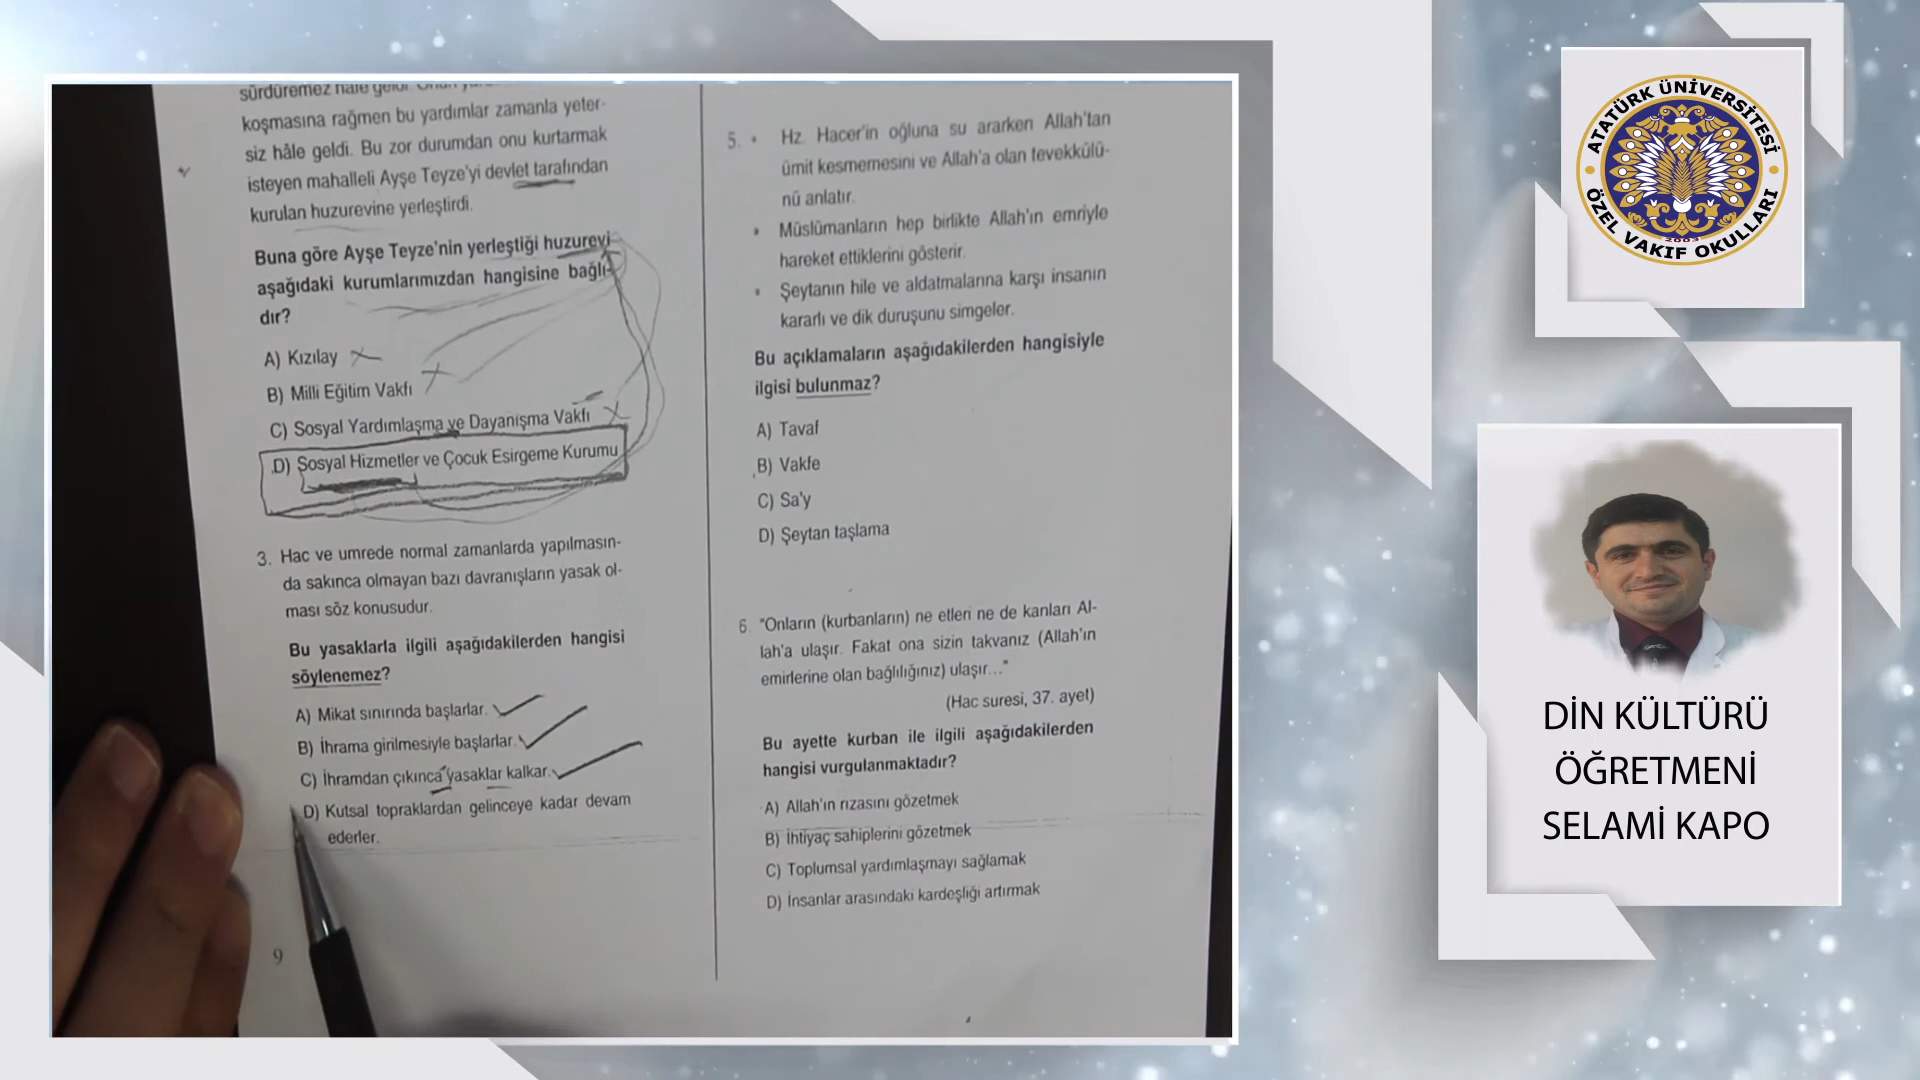 sürdüremez hale geldi.
koşmasına rağmen bu yardımlar zamanla yeter-
siz hâle geldi. Bu zor durumdan onu kurtarmak
isteyen mahalleli Ayşe Teyze'yi devlet tarafından
kurulan huzurevine yerleştirdi.
Buna göre Ayşe Teyze'nin yerleştiği huzurevi
aşağıdaki kurumlarımızdan hangisine bağlı-
dır?
A) Kızılay
B) Milli Eğitim Vakfı
C) Sosyal Yardımlaşma ve Dayanışma Vakfı
D) Sosyal Hizmetler ve Çocuk Esirgeme Kurumu
3. Hac ve umrede normal zamanlarda yapılmasın-
da sakınca olmayan bazı davranışların yasak ol-
ması söz konusudur.
Bu yasaklarla ilgili aşağıdakilerden hangisi
söylenemez?
A) Mikat sınırında başlarlar.
B) İhrama girilmesiyle başlarlar.
C) İhramdan çıkınca yasaklar kalkar.
D) Kutsal topraklardan gelinceye kadar devam
ederler.
9
5. • Hz. Hacer'in oğluna su ararken Allah'tan
ümit kesmemesini ve Allah'a olan tevekkülü-
nü anlatır.
• Müslümanların hep birlikte Allah'ın emriyle
hareket ettiklerini gösterir.
• Şeytanın hile ve aldatmalarına karşı insanın
kararlı ve dik duruşunu simgeler.
Bu açıklamaların aşağıdakilerden hangisiyle
ilgisi bulunmaz?
A) Tavaf
B) Vakfe
C) Sa'y
D) Şeytan taşlama
6. "Onların (kurbanların) ne etleri ne de kanları Al-
lah'a ulaşır. Fakat ona sizin takvanız (Allah'ın
emirlerine olan bağlılığınız) ulaşır..."
(Hac suresi, 37. ayet)
Bu ayette kurban ile ilgili aşağıdakilerden
hangisi vurgulanmaktadır?
A) Allah'ın rızasını gözetmek
B) İhtiyaç sahiplerini gözetmek
C) Toplumsal yardımlaşmayı sağlamak
D) İnsanlar arasındaki kardeşliği artırmak
ATATÜRK ÜNİVERSİTESİ
2003
ÖZEL VAKIF OKULLARI
DİN KÜLTÜRÜ
ÖĞRETMENİ
SELAMİ KAPO